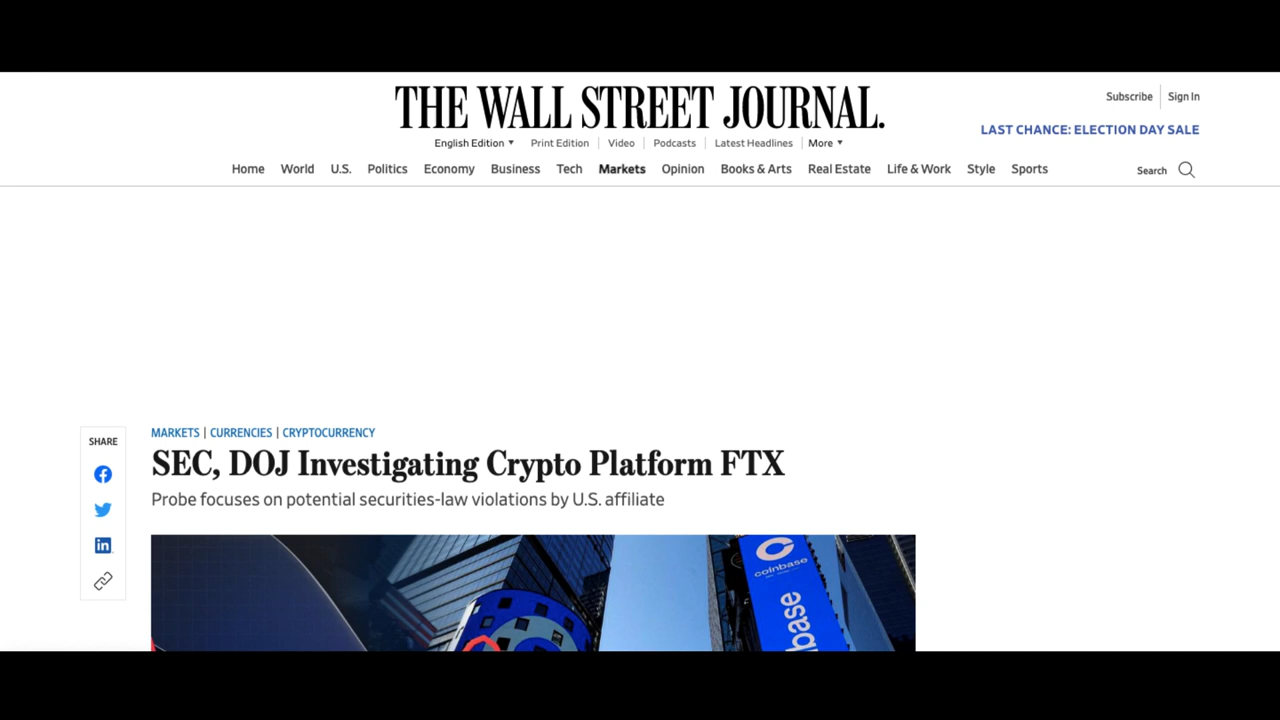 THE WALL STREET JOURNAL.
Subscribe Sign In
LAST CHANCE: ELECTION DAY SALE
English Edition ▼ Print Edition Video Podcasts Latest Headlines More ▼
Home World U.S. Politics Economy Business Tech Markets Opinion Books & Arts Real Estate Life & Work Style Sports Search
SHARE
MARKETS | CURRENCIES | CRYPTOCURRENCY
SEC, DOJ Investigating Crypto Platform FTX
Probe focuses on potential securities-law violations by U.S. affiliate
in
coinbase
base